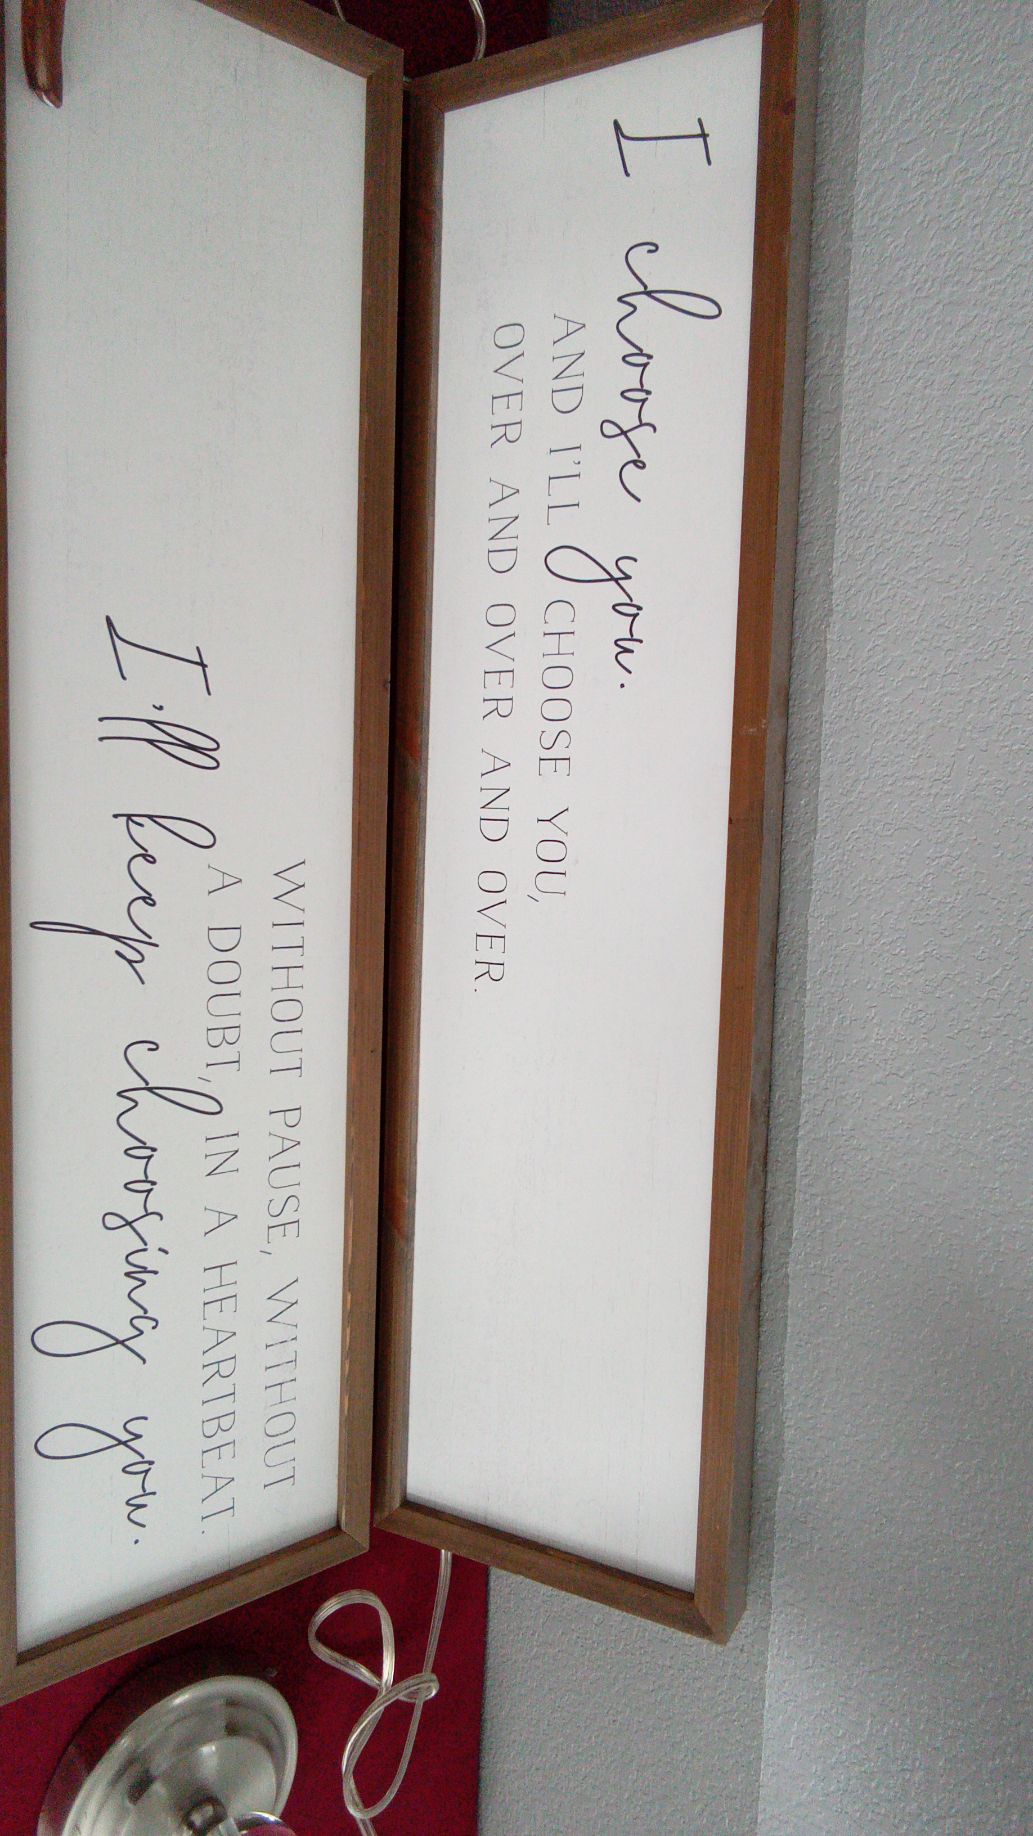 I choose you.
AND I'LL CHOOSE YOU,
OVER AND OVER AND OVER.
WITHOUT PAUSE, WITHOUT
A DOUBT, IN A HEARTBEAT.
I'll keep choosing you.